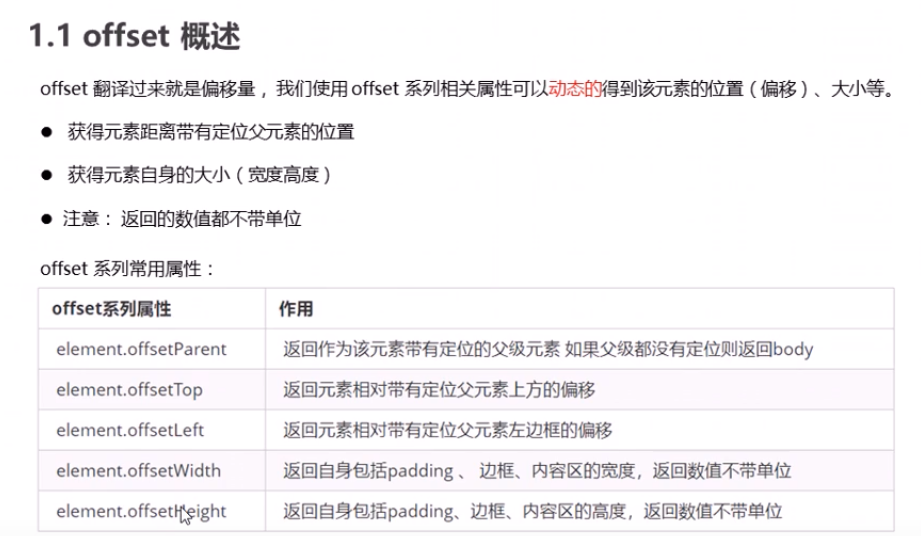 1.1 offset 概述
offset 翻译过来就是偏移量，我们使用 offset 系列相关属性可以动态的得到该元素的位置（偏移）、大小等。
● 获得元素距离带有定位父元素的位置
● 获得元素自身的大小（宽度高度）
● 注意：返回的数值都不带单位
offset 系列常用属性：
offset系列属性 作用
element.offsetParent 返回作为该元素带有定位的父级元素 如果父级都没有定位则返回body
element.offsetTop 返回元素相对带有定位父元素上方的偏移
element.offsetLeft 返回元素相对带有定位父元素左边框的偏移
element.offsetWidth 返回自身包括padding 、 边框、内容区的宽度，返回数值不带单位
element.offsetHeight 返回自身包括padding、边框、内容区的高度，返回数值不带单位